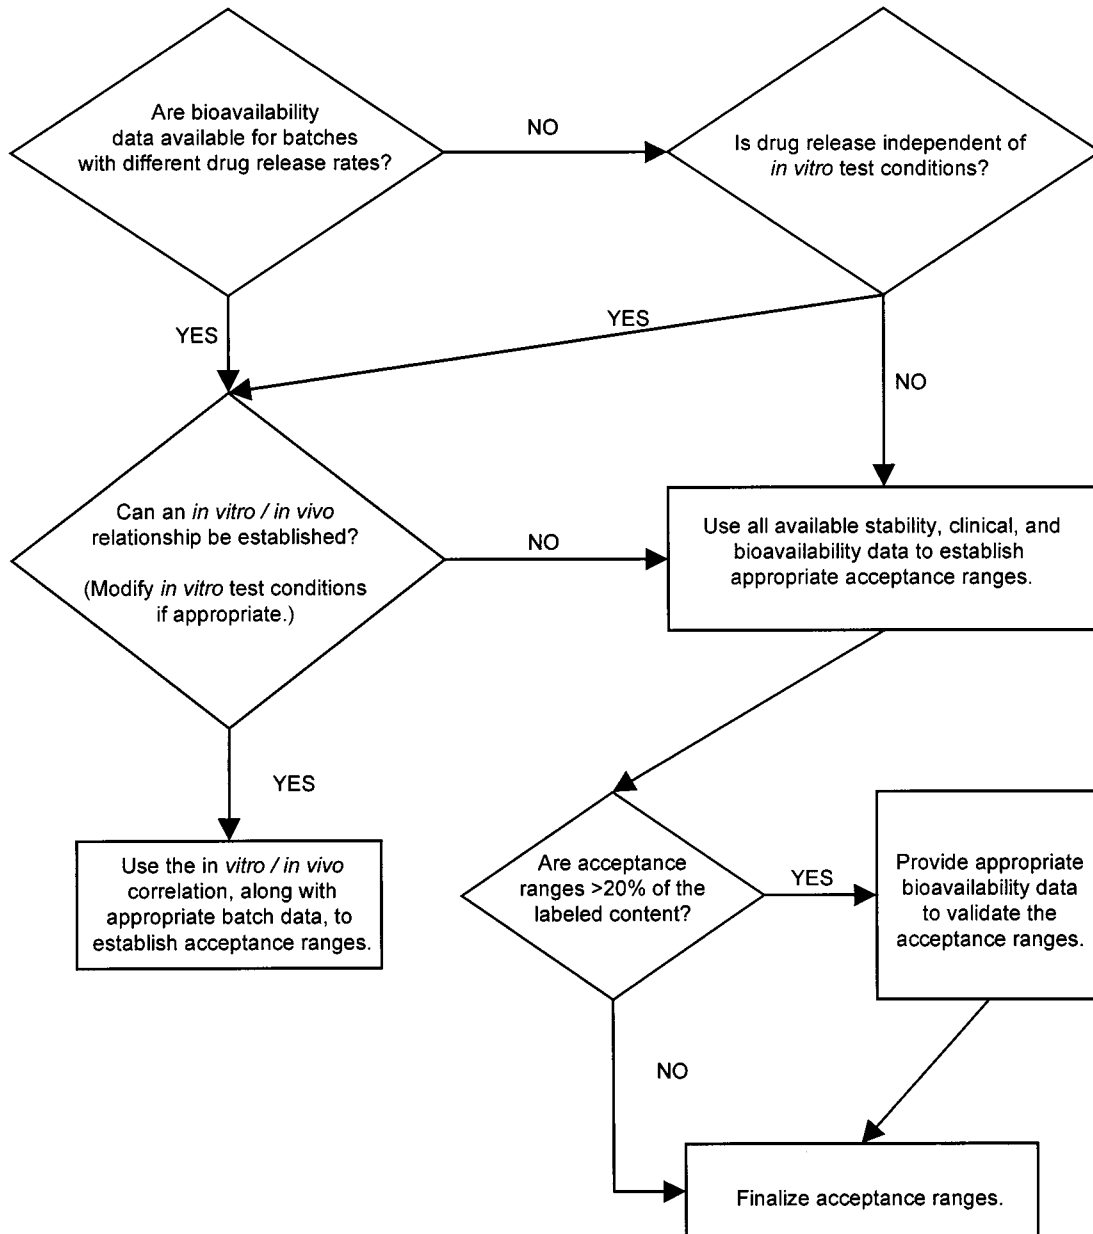 Are bioavailability
data available for batches
with different drug release rates?
NO
Is drug release independent of
in vitro test conditions?
YES
YES
NO
Can an in vitro / in vivo
relationship be established?
(Modify in vitro test conditions
if appropriate.)
NO
Use all available stability, clinical, and
bioavailability data to establish
appropriate acceptance ranges.
YES
Use the in vitro / in vivo
correlation, along with
appropriate batch data, to
establish acceptance ranges.
Are acceptance
ranges >20% of the
labeled content?
YES
Provide appropriate
bioavailability data
to validate the
acceptance ranges.
NO
Finalize acceptance ranges.